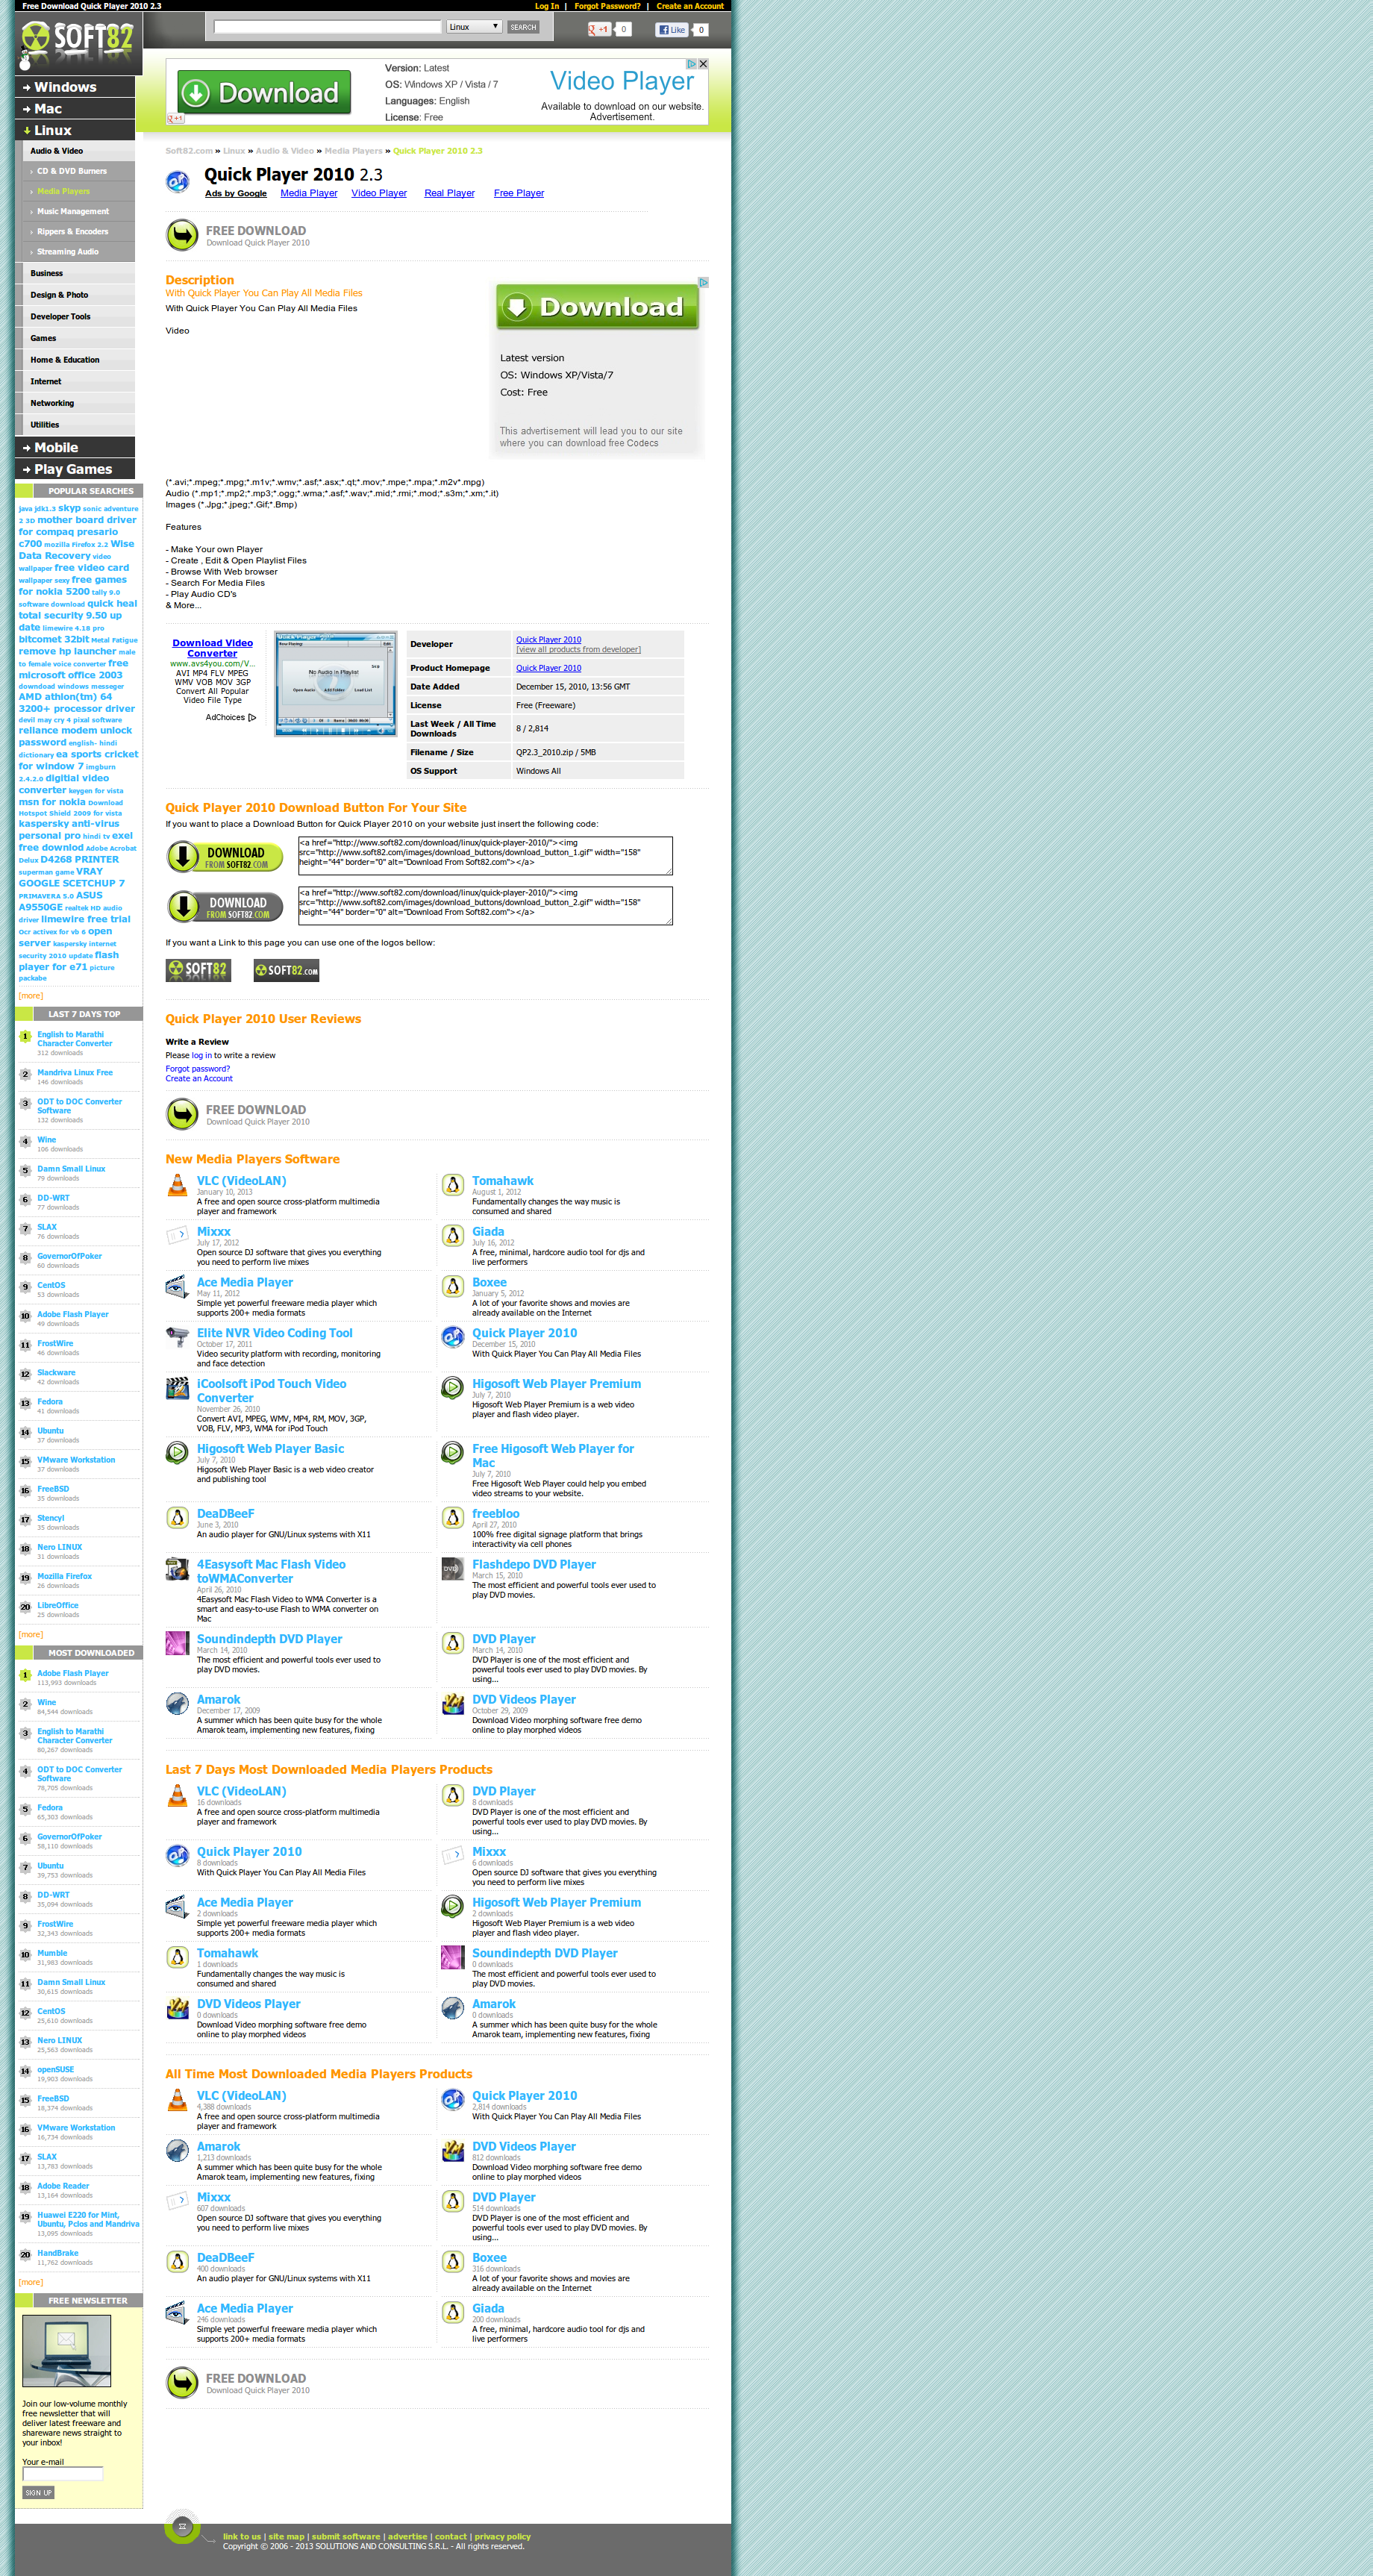 Free Download Quick Player 2010 2.3
Log In | Forgot Password? | Create an Account
SOFT82
Linux
SEARCH
+1 0
Like 0
Windows
Mac
Linux
Audio & Video
CD & DVD Burners
Media Players
Music Management
Rippers & Encoders
Streaming Audio
Business
Design & Photo
Developer Tools
Games
Home & Education
Internet
Networking
Utilities
Mobile
Play Games
POPULAR SEARCHES
java jdk1.3 skyp sonic adventure
2 3D mother board driver
for compaq presario
c700 mozilla Firefox 2.2 Wise
Data Recovery video
wallpaper free video card
wallpaper sexy free games
for nokia 5200 tally 9.0
software download quick heal
total security 9.50 up
date limewire 4.18 pro
bitcomet 32bit Metal Fatigue
remove hp launcher male
to female voice converter free
microsoft office 2003
downdoad windows messeger
AMD athlon(tm) 64
3200+ processor driver
devil may cry 4 pixal software
reliance modem unlock
password english- hindi
dictionary ea sports cricket
for window 7 imgburn
2.4.2.0 digitial video
converter keygen for vista
msn for nokia Download
Hotspot Shield 2009 for vista
kaspersky anti-virus
personal pro hindi tv exel
free downlod Adobe Acrobat
Delux D4268 PRINTER
superman game VRAY
GOOGLE SCETCHUP 7
PRIMAVERA 5.0 ASUS
A9550GE realtek HD audio
driver limewire free trial
Ocr activex for vb 6 open
server kaspersky internet
security 2010 update flash
player for e71 picture
packabe
[more]
LAST 7 DAYS TOP
1 English to Marathi
Character Converter
312 downloads
2 Mandriva Linux Free
146 downloads
3 ODT to DOC Converter
Software
132 downloads
4 Wine
106 downloads
5 Damn Small Linux
79 downloads
6 DD-WRT
77 downloads
7 SLAX
76 downloads
8 GovernorOfPoker
60 downloads
9 CentOS
53 downloads
10 Adobe Flash Player
49 downloads
11 FrostWire
46 downloads
12 Slackware
42 downloads
13 Fedora
41 downloads
14 Ubuntu
37 downloads
15 VMware Workstation
37 downloads
16 FreeBSD
35 downloads
17 Stencyl
35 downloads
18 Nero LINUX
31 downloads
19 Mozilla Firefox
26 downloads
20 LibreOffice
25 downloads
[more]
MOST DOWNLOADED
1 Adobe Flash Player
113,993 downloads
2 Wine
84,544 downloads
3 English to Marathi
Character Converter
80,267 downloads
4 ODT to DOC Converter
Software
78,705 downloads
5 Fedora
65,303 downloads
6 GovernorOfPoker
58,110 downloads
7 Ubuntu
39,753 downloads
8 DD-WRT
35,094 downloads
9 FrostWire
32,343 downloads
10 Mumble
31,983 downloads
11 Damn Small Linux
30,615 downloads
12 CentOS
25,610 downloads
13 Nero LINUX
25,563 downloads
14 openSUSE
19,903 downloads
15 FreeBSD
18,374 downloads
16 VMware Workstation
16,734 downloads
17 SLAX
13,783 downloads
18 Adobe Reader
13,164 downloads
19 Huawei E220 for Mint,
Ubuntu, Pclos and Mandriva
13,095 downloads
20 HandBrake
11,762 downloads
[more]
FREE NEWSLETTER
Join our low-volume monthly
free newsletter that will
deliver latest freeware and
shareware news straight to
your inbox!
Your e-mail
SIGN UP
Download
+1
Version: Latest
OS: Windows XP / Vista / 7
Languages: English
License: Free
Video Player
Available to download on our website.
Advertisement.
Soft82.com » Linux » Audio & Video » Media Players » Quick Player 2010 2.3
Quick Player 2010 2.3
Ads by Google Media Player Video Player Real Player Free Player
FREE DOWNLOAD
Download Quick Player 2010
Description
With Quick Player You Can Play All Media Files
With Quick Player You Can Play All Media Files
Video
Download
Latest version
OS: Windows XP/Vista/7
Cost: Free
This advertisement will lead you to our site
where you can download free Codecs
(*.avi;*.mpeg;*.mpg;*.m1v;*.wmv;*.asf;*.asx;*.qt;*.mov;*.mpe;*.mpa;*.m2v*.mpg)
Audio (*.mp1;*.mp2;*.mp3;*.ogg;*.wma;*.asf;*.wav;*.mid;*.rmi;*.mod;*.s3m;*.xm;*.it)
Images (*.Jpg;*.jpeg;*.Gif;*.Bmp)
Features
- Make Your own Player
- Create , Edit & Open Playlist Files
- Browse With Web browser
- Search For Media Files
- Play Audio CD's
& More...
Download Video
Converter
www.avs4you.com/V...
AVI MP4 FLV MPEG
WMV VOB MOV 3GP
Convert All Popular
Video File Type
AdChoices
No Audio in Playlist
Open Audio Add Folder Load List
Developer Quick Player 2010
[view all products from developer]
Product Homepage Quick Player 2010
Date Added December 15, 2010, 13:56 GMT
License Free (Freeware)
Last Week / All Time
Downloads 8 / 2,814
Filename / Size QP2.3_2010.zip / 5MB
OS Support Windows All
Quick Player 2010 Download Button For Your Site
If you want to place a Download Button for Quick Player 2010 on your website just insert the following code:
DOWNLOAD
FROM SOFT82.COM
<a href="http://www.soft82.com/download/linux/quick-player-2010/"><img
src="http://www.soft82.com/images/download_buttons/download_button_1.gif" width="158"
height="44" border="0" alt="Download From Soft82.com"></a>
DOWNLOAD
FROM SOFT82.COM
<a href="http://www.soft82.com/download/linux/quick-player-2010/"><img
src="http://www.soft82.com/images/download_buttons/download_button_2.gif" width="158"
height="44" border="0" alt="Download From Soft82.com"></a>
If you want a Link to this page you can use one of the logos bellow:
SOFT82
SOFT82.COM
Quick Player 2010 User Reviews
Write a Review
Please log in to write a review
Forgot password?
Create an Account
FREE DOWNLOAD
Download Quick Player 2010
New Media Players Software
VLC (VideoLAN)
January 10, 2013
A free and open source cross-platform multimedia
player and framework
Tomahawk
August 1, 2012
Fundamentally changes the way music is
consumed and shared
Mixxx
July 17, 2012
Open source DJ software that gives you everything
you need to perform live mixes
Giada
July 16, 2012
A free, minimal, hardcore audio tool for djs and
live performers
Ace Media Player
May 11, 2012
Simple yet powerful freeware media player which
supports 200+ media formats
Boxee
January 5, 2012
A lot of your favorite shows and movies are
already available on the Internet
Elite NVR Video Coding Tool
October 17, 2011
Video security platform with recording, monitoring
and face detection
Quick Player 2010
December 15, 2010
With Quick Player You Can Play All Media Files
iCoolsoft iPod Touch Video
Converter
November 26, 2010
Convert AVI, MPEG, WMV, MP4, RM, MOV, 3GP,
VOB, FLV, MP3, WMA for iPod Touch
Higosoft Web Player Premium
July 7, 2010
Higosoft Web Player Premium is a web video
player and flash video player.
Higosoft Web Player Basic
July 7, 2010
Higosoft Web Player Basic is a web video creator
and publishing tool
Free Higosoft Web Player for
Mac
July 7, 2010
Free Higosoft Web Player could help you embed
video streams to your website.
DeaDBeeF
June 3, 2010
An audio player for GNU/Linux systems with X11
freebloo
April 27, 2010
100% free digital signage platform that brings
interactivity via cell phones
4Easysoft Mac Flash Video
toWMAConverter
April 26, 2010
4Easysoft Mac Flash Video to WMA Converter is a
smart and easy-to-use Flash to WMA converter on
Mac
Flashdepo DVD Player
March 15, 2010
The most efficient and powerful tools ever used to
play DVD movies.
Soundindepth DVD Player
March 14, 2010
The most efficient and powerful tools ever used to
play DVD movies.
DVD Player
March 14, 2010
DVD Player is one of the most efficient and
powerful tools ever used to play DVD movies. By
using...
Amarok
December 17, 2009
A summer which has been quite busy for the whole
Amarok team, implementing new features, fixing
DVD Videos Player
October 29, 2009
Download Video morphing software free demo
online to play morphed videos
Last 7 Days Most Downloaded Media Players Products
VLC (VideoLAN)
16 downloads
A free and open source cross-platform multimedia
player and framework
DVD Player
8 downloads
DVD Player is one of the most efficient and
powerful tools ever used to play DVD movies. By
using...
Quick Player 2010
8 downloads
With Quick Player You Can Play All Media Files
Mixxx
6 downloads
Open source DJ software that gives you everything
you need to perform live mixes
Ace Media Player
2 downloads
Simple yet powerful freeware media player which
supports 200+ media formats
Higosoft Web Player Premium
2 downloads
Higosoft Web Player Premium is a web video
player and flash video player.
Tomahawk
1 downloads
Fundamentally changes the way music is
consumed and shared
Soundindepth DVD Player
0 downloads
The most efficient and powerful tools ever used to
play DVD movies.
DVD Videos Player
0 downloads
Download Video morphing software free demo
online to play morphed videos
Amarok
0 downloads
A summer which has been quite busy for the whole
Amarok team, implementing new features, fixing
All Time Most Downloaded Media Players Products
VLC (VideoLAN)
4,388 downloads
A free and open source cross-platform multimedia
player and framework
Quick Player 2010
2,814 downloads
With Quick Player You Can Play All Media Files
Amarok
1,213 downloads
A summer which has been quite busy for the whole
Amarok team, implementing new features, fixing
DVD Videos Player
812 downloads
Download Video morphing software free demo
online to play morphed videos
Mixxx
607 downloads
Open source DJ software that gives you everything
you need to perform live mixes
DVD Player
514 downloads
DVD Player is one of the most efficient and
powerful tools ever used to play DVD movies. By
using...
DeaDBeeF
400 downloads
An audio player for GNU/Linux systems with X11
Boxee
316 downloads
A lot of your favorite shows and movies are
already available on the Internet
Ace Media Player
246 downloads
Simple yet powerful freeware media player which
supports 200+ media formats
Giada
200 downloads
A free, minimal, hardcore audio tool for djs and
live performers
FREE DOWNLOAD
Download Quick Player 2010
link to us | site map | submit software | advertise | contact | privacy policy
Copyright © 2006 - 2013 SOLUTIONS AND CONSULTING S.R.L. - All rights reserved.